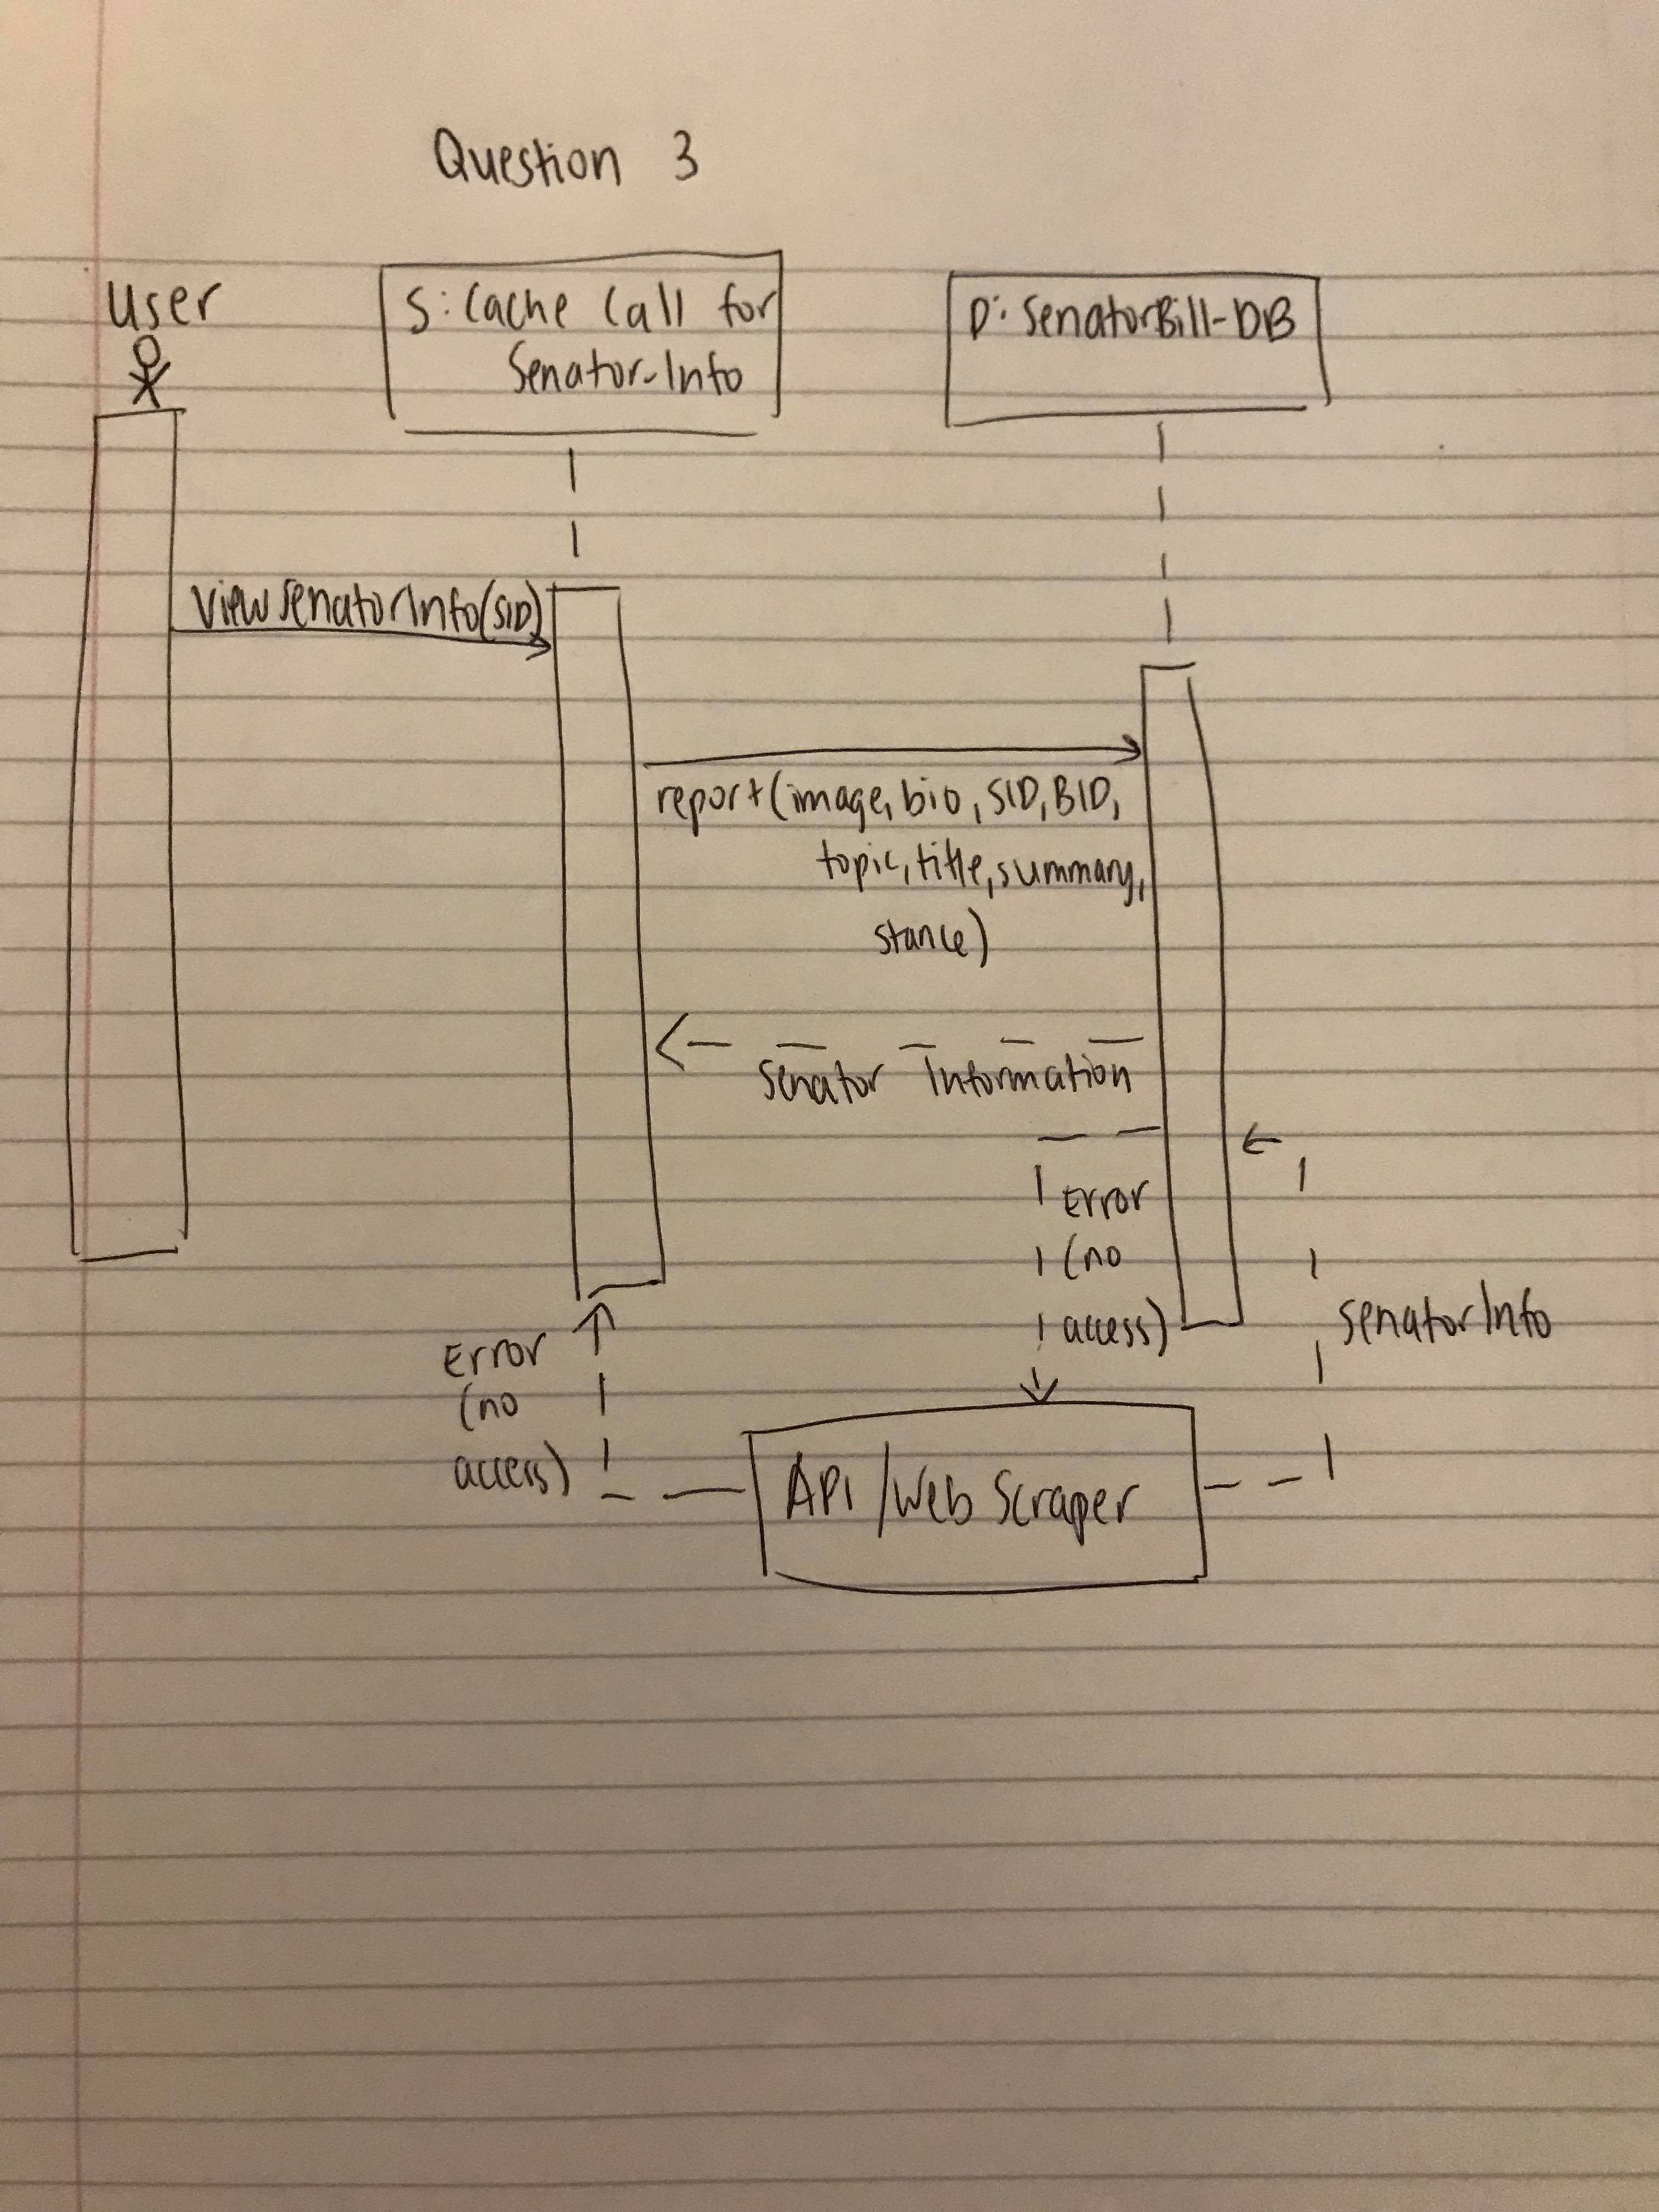 Question 3
User
S: Cache Call for
Senator-Info
D: SenatorBill-DB
ViewSenatorInfo(SID)
report(image, bio, SID, BID,
topic, title, summary,
stance)
Senator Information
Error
(no
access)
SenatorInfo
Error
(no
access)
API/Web Scraper